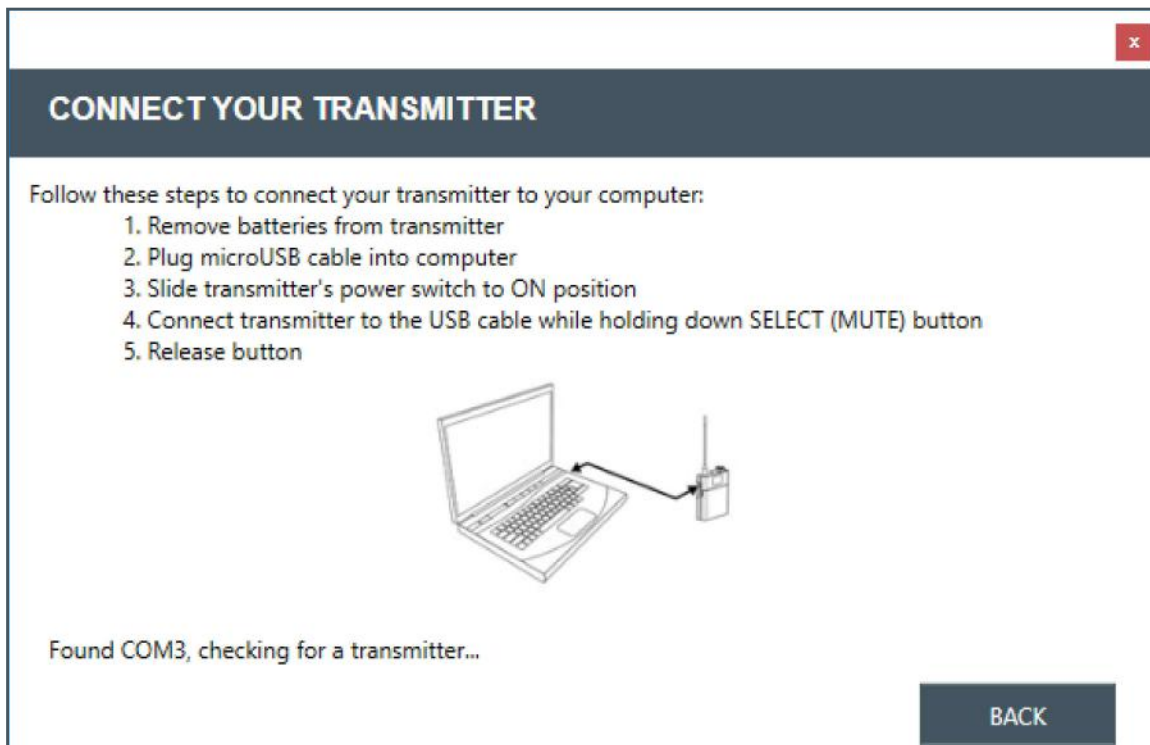 x
CONNECT YOUR TRANSMITTER
Follow these steps to connect your transmitter to your computer:
1. Remove batteries from transmitter
2. Plug microUSB cable into computer
3. Slide transmitter's power switch to ON position
4. Connect transmitter to the USB cable while holding down SELECT (MUTE) button
5. Release button
Found COM3, checking for a transmitter...
BACK